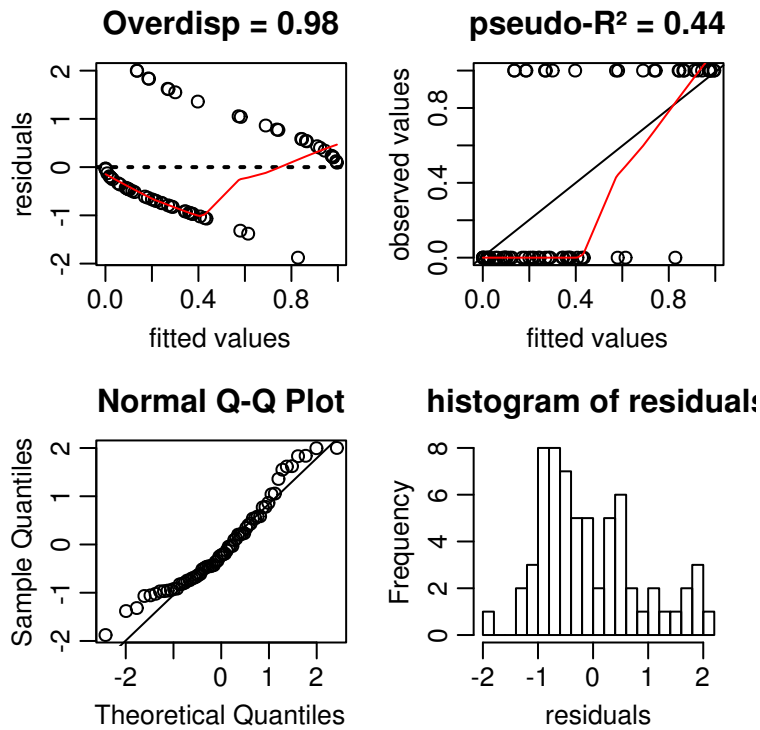 Overdisp = 0.98
residuals
2
1
0
-1
-2
0.0 0.4 0.8
fitted values
pseudo-R² = 0.44
observed values
0.8
0.4
0.0
0.0 0.4 0.8
fitted values
Normal Q-Q Plot
Sample Quantiles
2
1
0
-1
-2
-2 0 1 2
Theoretical Quantiles
histogram of residuals
Frequency
8
6
4
2
0
-2 -1 0 1 2
residuals